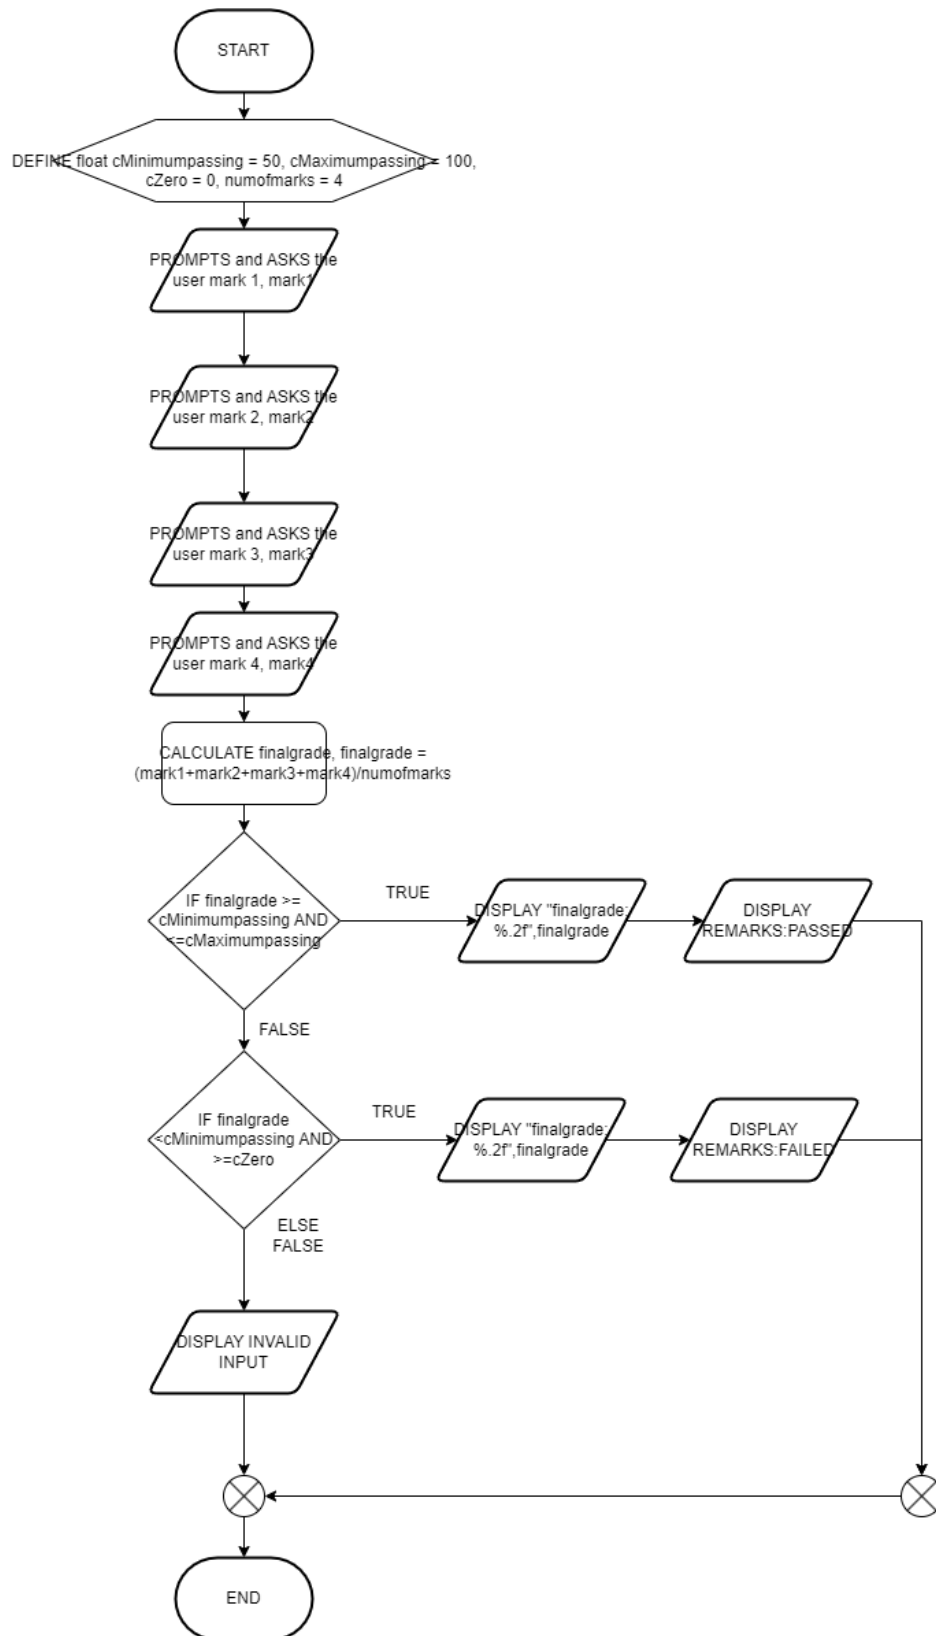 START
DEFINE float cMinimumpassing = 50, cMaximumpassing = 100,
cZero = 0, numofmarks = 4
PROMPTS and ASKS the
user mark 1, mark1
PROMPTS and ASKS the
user mark 2, mark2
PROMPTS and ASKS the
user mark 3, mark3
PROMPTS and ASKS the
user mark 4, mark4
CALCULATE finalgrade, finalgrade =
(mark1+mark2+mark3+mark4)/numofmarks
IF finalgrade >=
cMinimumpassing AND
<=cMaximumpassing
TRUE
DISPLAY "finalgrade:
%.2f",finalgrade
DISPLAY
REMARKS:PASSED
FALSE
IF finalgrade
<cMinimumpassing AND
>=cZero
TRUE
DISPLAY "finalgrade:
%.2f",finalgrade
DISPLAY
REMARKS:FAILED
ELSE
FALSE
DISPLAY INVALID
INPUT
END